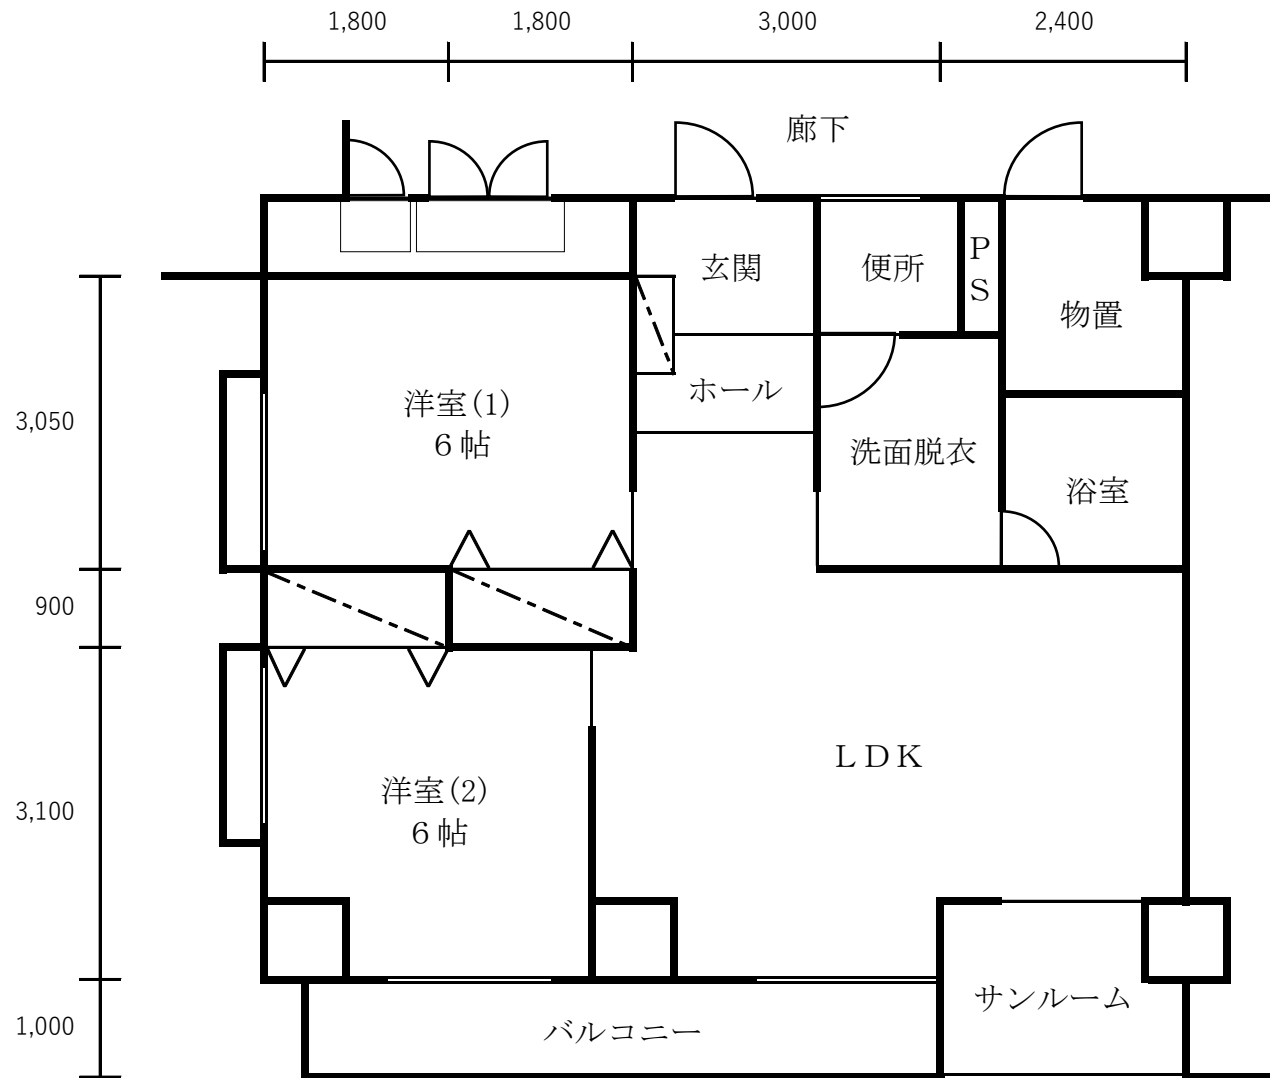 1,800
1,800
3,000
2,400
廊下
玄関
便所
PS
物置
ホール
洋室(1)
6帖
3,050
洗面脱衣
浴室
900
LDK
洋室(2)
6帖
3,100
サンルーム
バルコニー
1,000